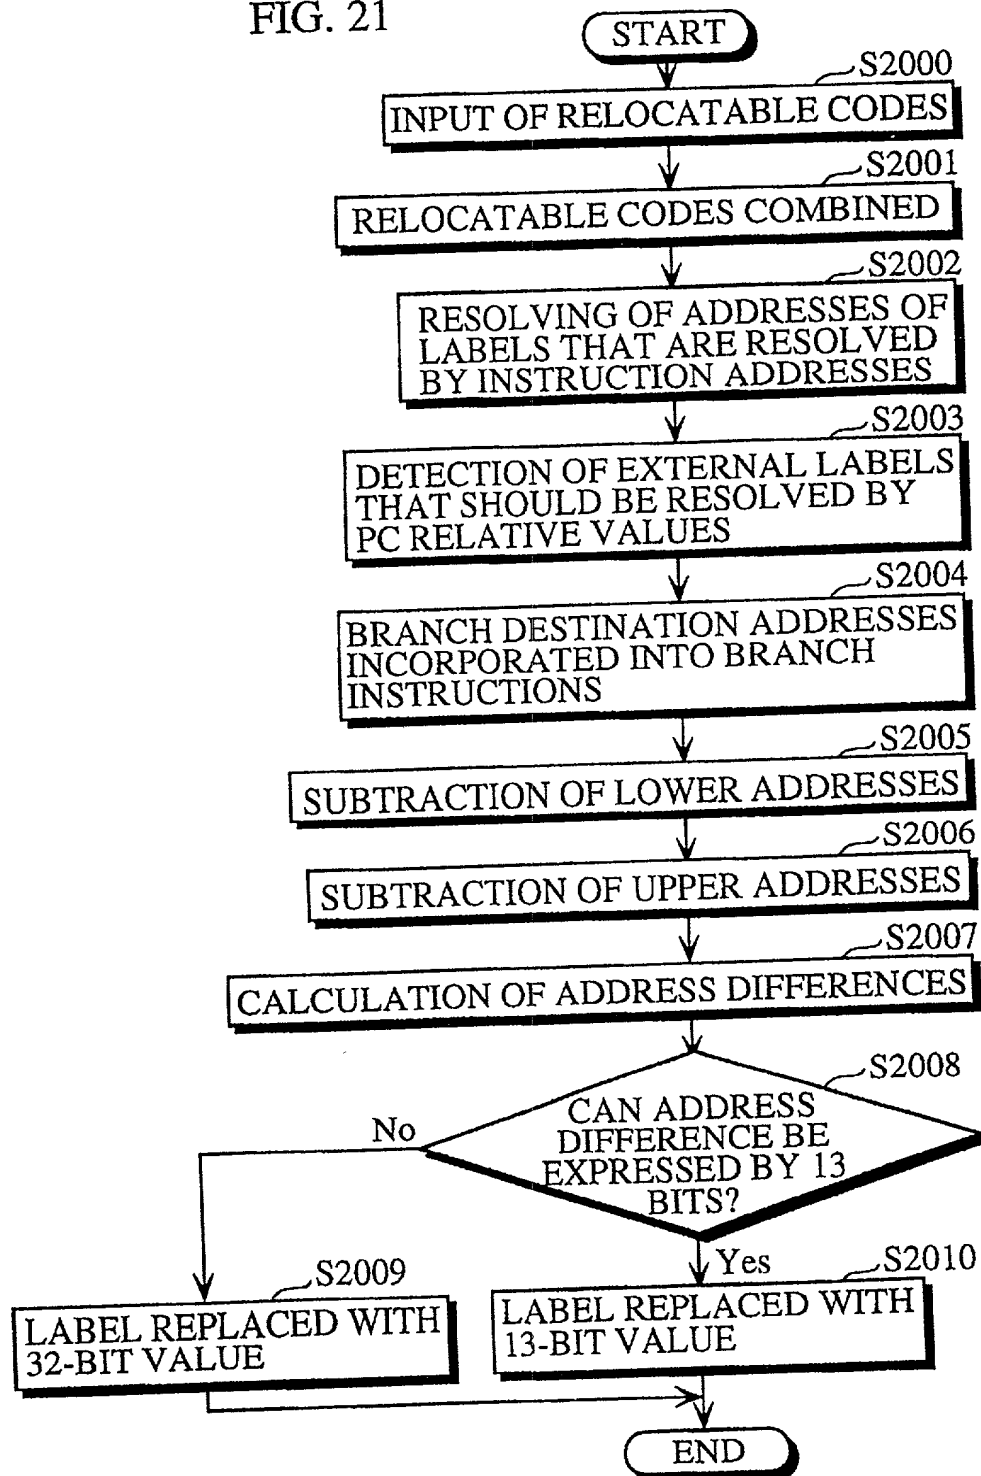 FIG. 21
START
S2000
INPUT OF RELOCATABLE CODES
S2001
RELOCATABLE CODES COMBINED
S2002
RESOLVING OF ADDRESSES OF
LABELS THAT ARE RESOLVED
BY INSTRUCTION ADDRESSES
S2003
DETECTION OF EXTERNAL LABELS
THAT SHOULD BE RESOLVED BY
PC RELATIVE VALUES
S2004
BRANCH DESTINATION ADDRESSES
INCORPORATED INTO BRANCH
INSTRUCTIONS
S2005
SUBTRACTION OF LOWER ADDRESSES
S2006
SUBTRACTION OF UPPER ADDRESSES
S2007
CALCULATION OF ADDRESS DIFFERENCES
S2008
CAN ADDRESS
DIFFERENCE BE
EXPRESSED BY 13
BITS?
No
Yes
S2009
LABEL REPLACED WITH
32-BIT VALUE
S2010
LABEL REPLACED WITH
13-BIT VALUE
END